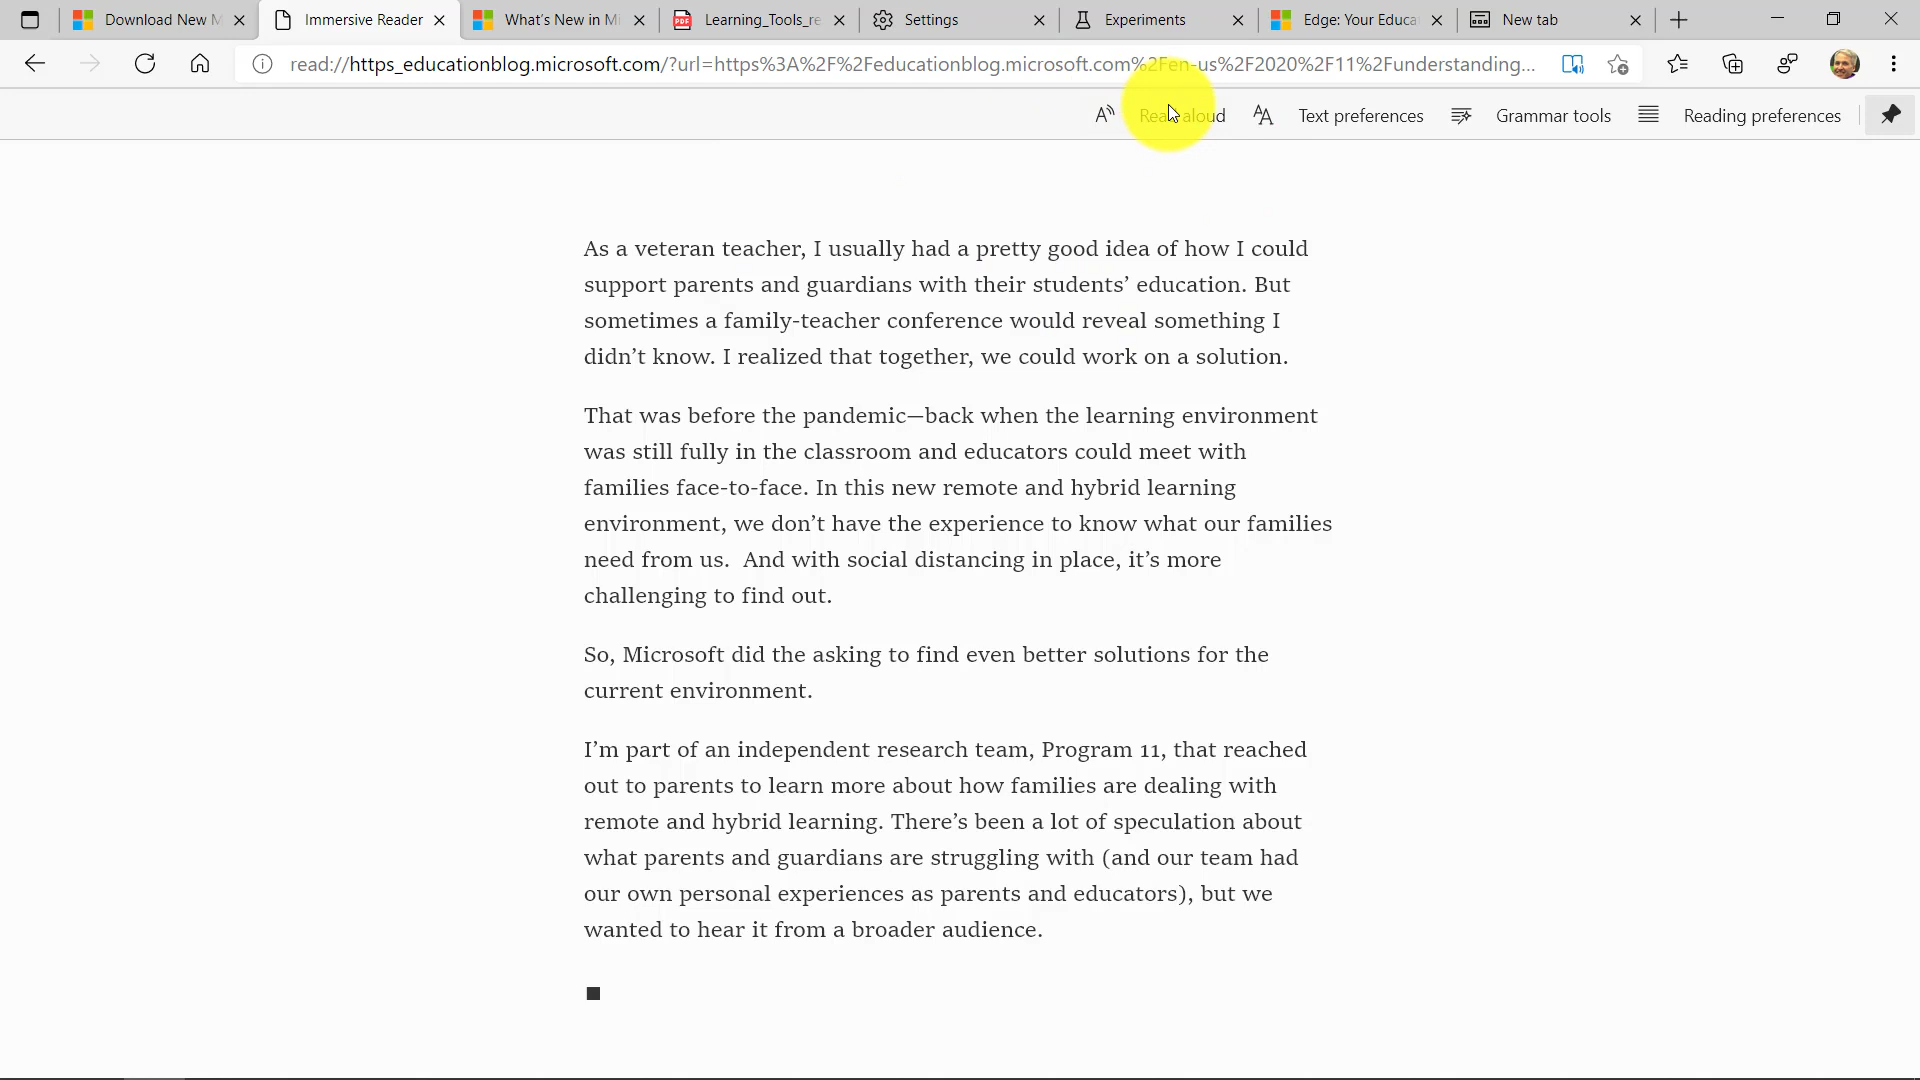 Download New M
Immersive Reader
What's New in Mi
Learning_Tools_re
Settings
Experiments
Edge: Your Educa
New tab
read://https_educationblog.microsoft.com/?url=https%3A%2F%2Feducationblog.microsoft.com%2Fen-us%2F2020%2F11%2Funderstanding...
Read aloud
Text preferences
Grammar tools
Reading preferences
As a veteran teacher, I usually had a pretty good idea of how I could
support parents and guardians with their students’ education. But
sometimes a family-teacher conference would reveal something I
didn’t know. I realized that together, we could work on a solution.
That was before the pandemic—back when the learning environment
was still fully in the classroom and educators could meet with
families face-to-face. In this new remote and hybrid learning
environment, we don’t have the experience to know what our families
need from us.  And with social distancing in place, it’s more
challenging to find out.
So, Microsoft did the asking to find even better solutions for the
current environment.
I’m part of an independent research team, Program 11, that reached
out to parents to learn more about how families are dealing with
remote and hybrid learning. There’s been a lot of speculation about
what parents and guardians are struggling with (and our team had
our own personal experiences as parents and educators), but we
wanted to hear it from a broader audience.